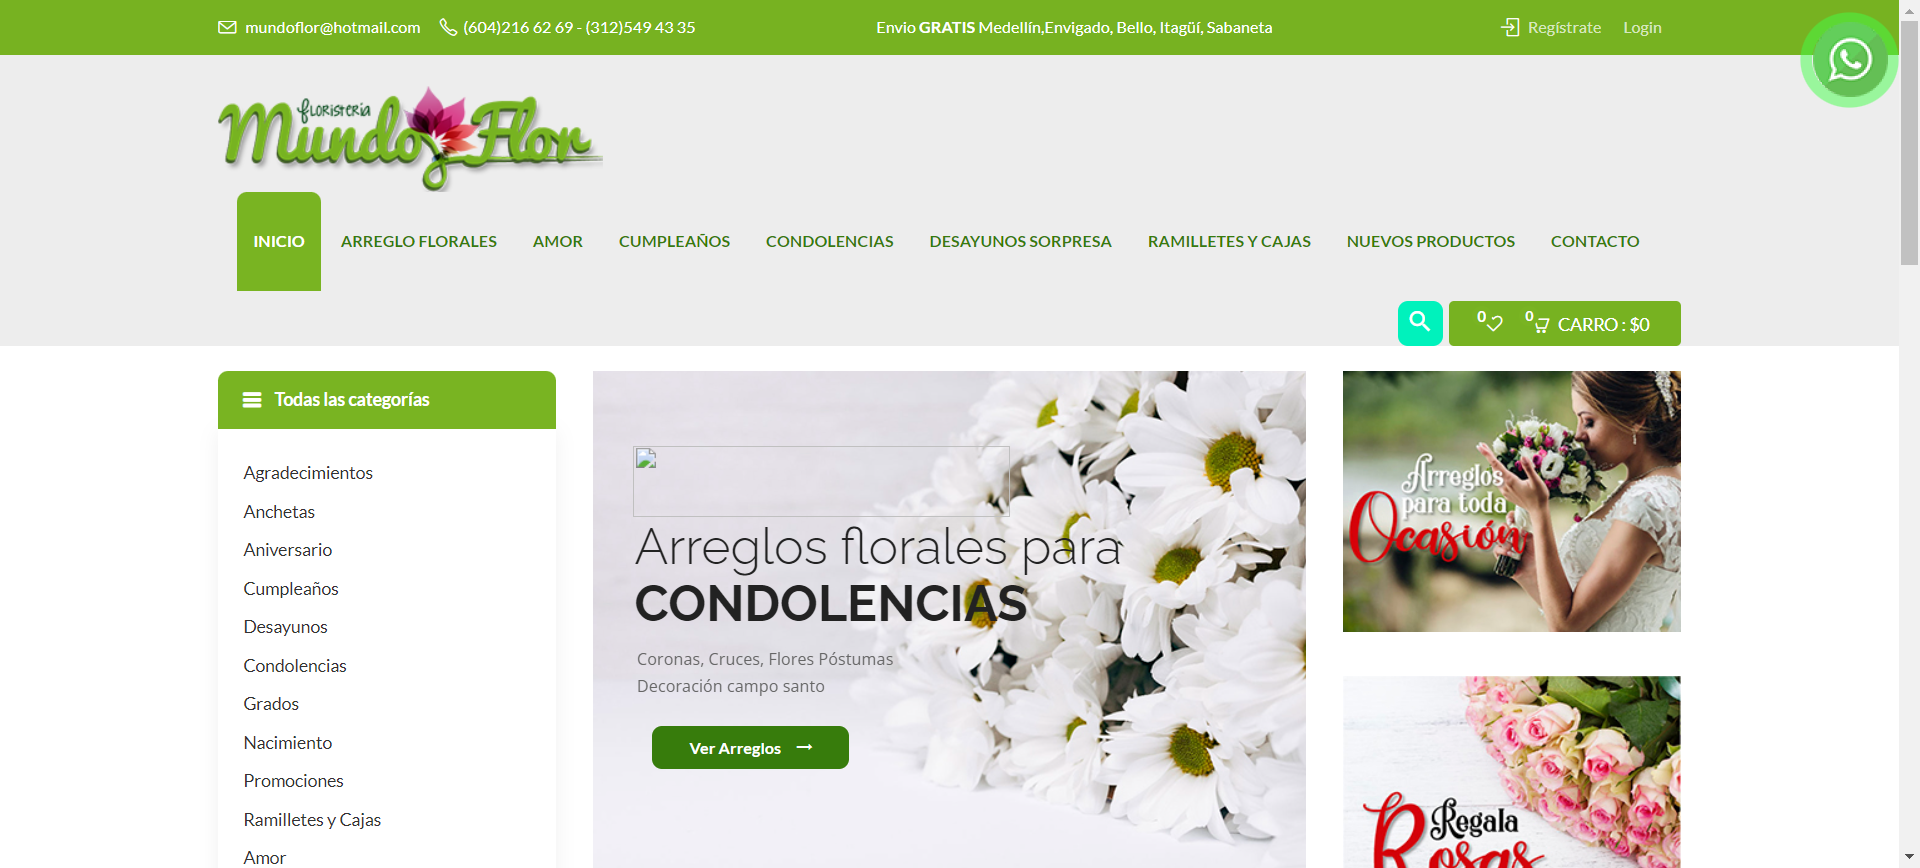 mundoflor@hotmail.com (604)216 62 69 - (312)549 43 35 Envio GRATIS Medellín,Envigado, Bello, Itagüí, Sabaneta Regístrate Login
floristeria
Mundo Flor
INICIO ARREGLO FLORALES AMOR CUMPLEAÑOS CONDOLENCIAS DESAYUNOS SORPRESA RAMILLETES Y CAJAS NUEVOS PRODUCTOS CONTACTO
0 0 CARRO : $0
Todas las categorías
Agradecimientos
Anchetas
Aniversario
Cumpleaños
Desayunos
Condolencias
Grados
Nacimiento
Promociones
Ramilletes y Cajas
Amor
Arreglos florales para
CONDOLENCIAS
Coronas, Cruces, Flores Póstumas
Decoración campo santo
Ver Arreglos
Arreglos
para toda
Ocasión
Regala
Rosas